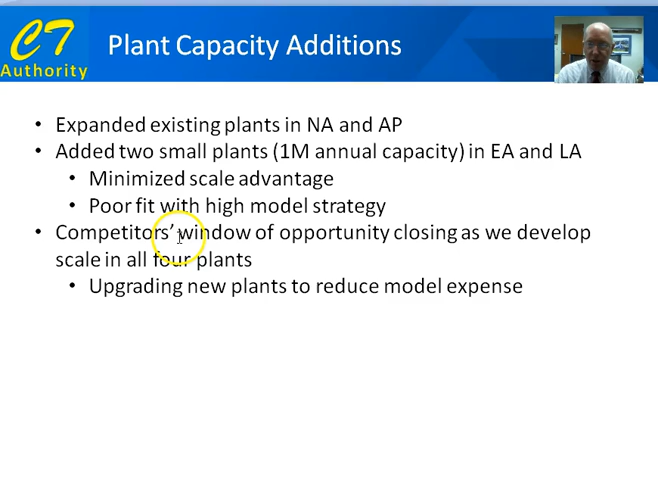 CT
Authority
Plant Capacity Additions
• Expanded existing plants in NA and AP
• Added two small plants (1M annual capacity) in EA and LA
• Minimized scale advantage
• Poor fit with high model strategy
• Competitors’ window of opportunity closing as we develop
scale in all four plants
• Upgrading new plants to reduce model expense